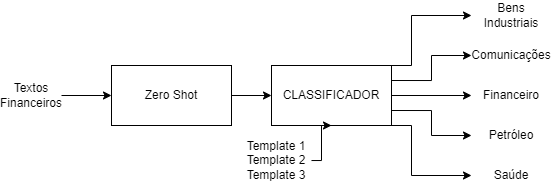 Textos
Financeiros
Zero Shot
CLASSIFICADOR
Template 1
Template 2
Template 3
Bens
Industriais
Comunicações
Financeiro
Petróleo
Saúde